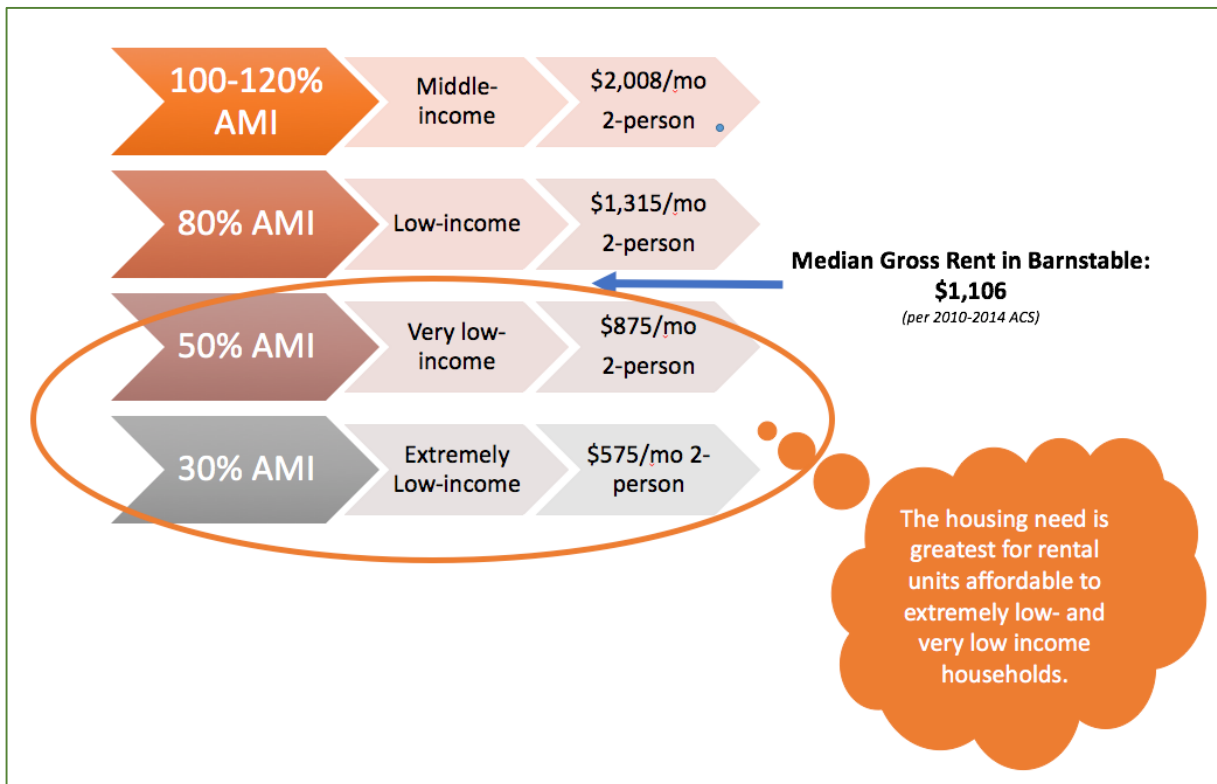 100-120%
AMI
Middle-
income
$2,008/mo
2-person
80% AMI
Low-income
$1,315/mo
2-person
Median Gross Rent in Barnstable:
$1,106
(per 2010-2014 ACS)
50% AMI
Very low-
income
$875/mo
2-person
30% AMI
Extremely
Low-income
$575/mo 2-
person
The housing need is
greatest for rental
units affordable to
extremely low- and
very low income
households.